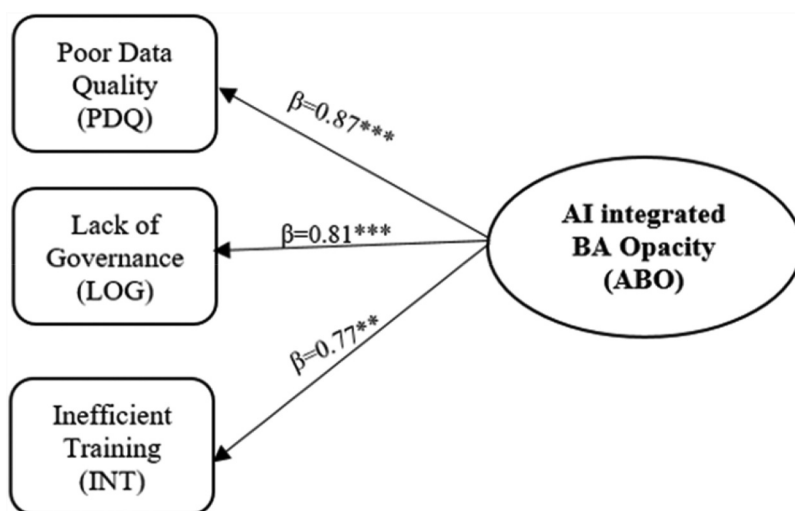 Poor Data
Quality
(PDQ)
β=0.87***
Lack of
Governance
(LOG)
β=0.81***
AI integrated
BA Opacity
(ABO)
β=0.77**
Inefficient
Training
(INT)